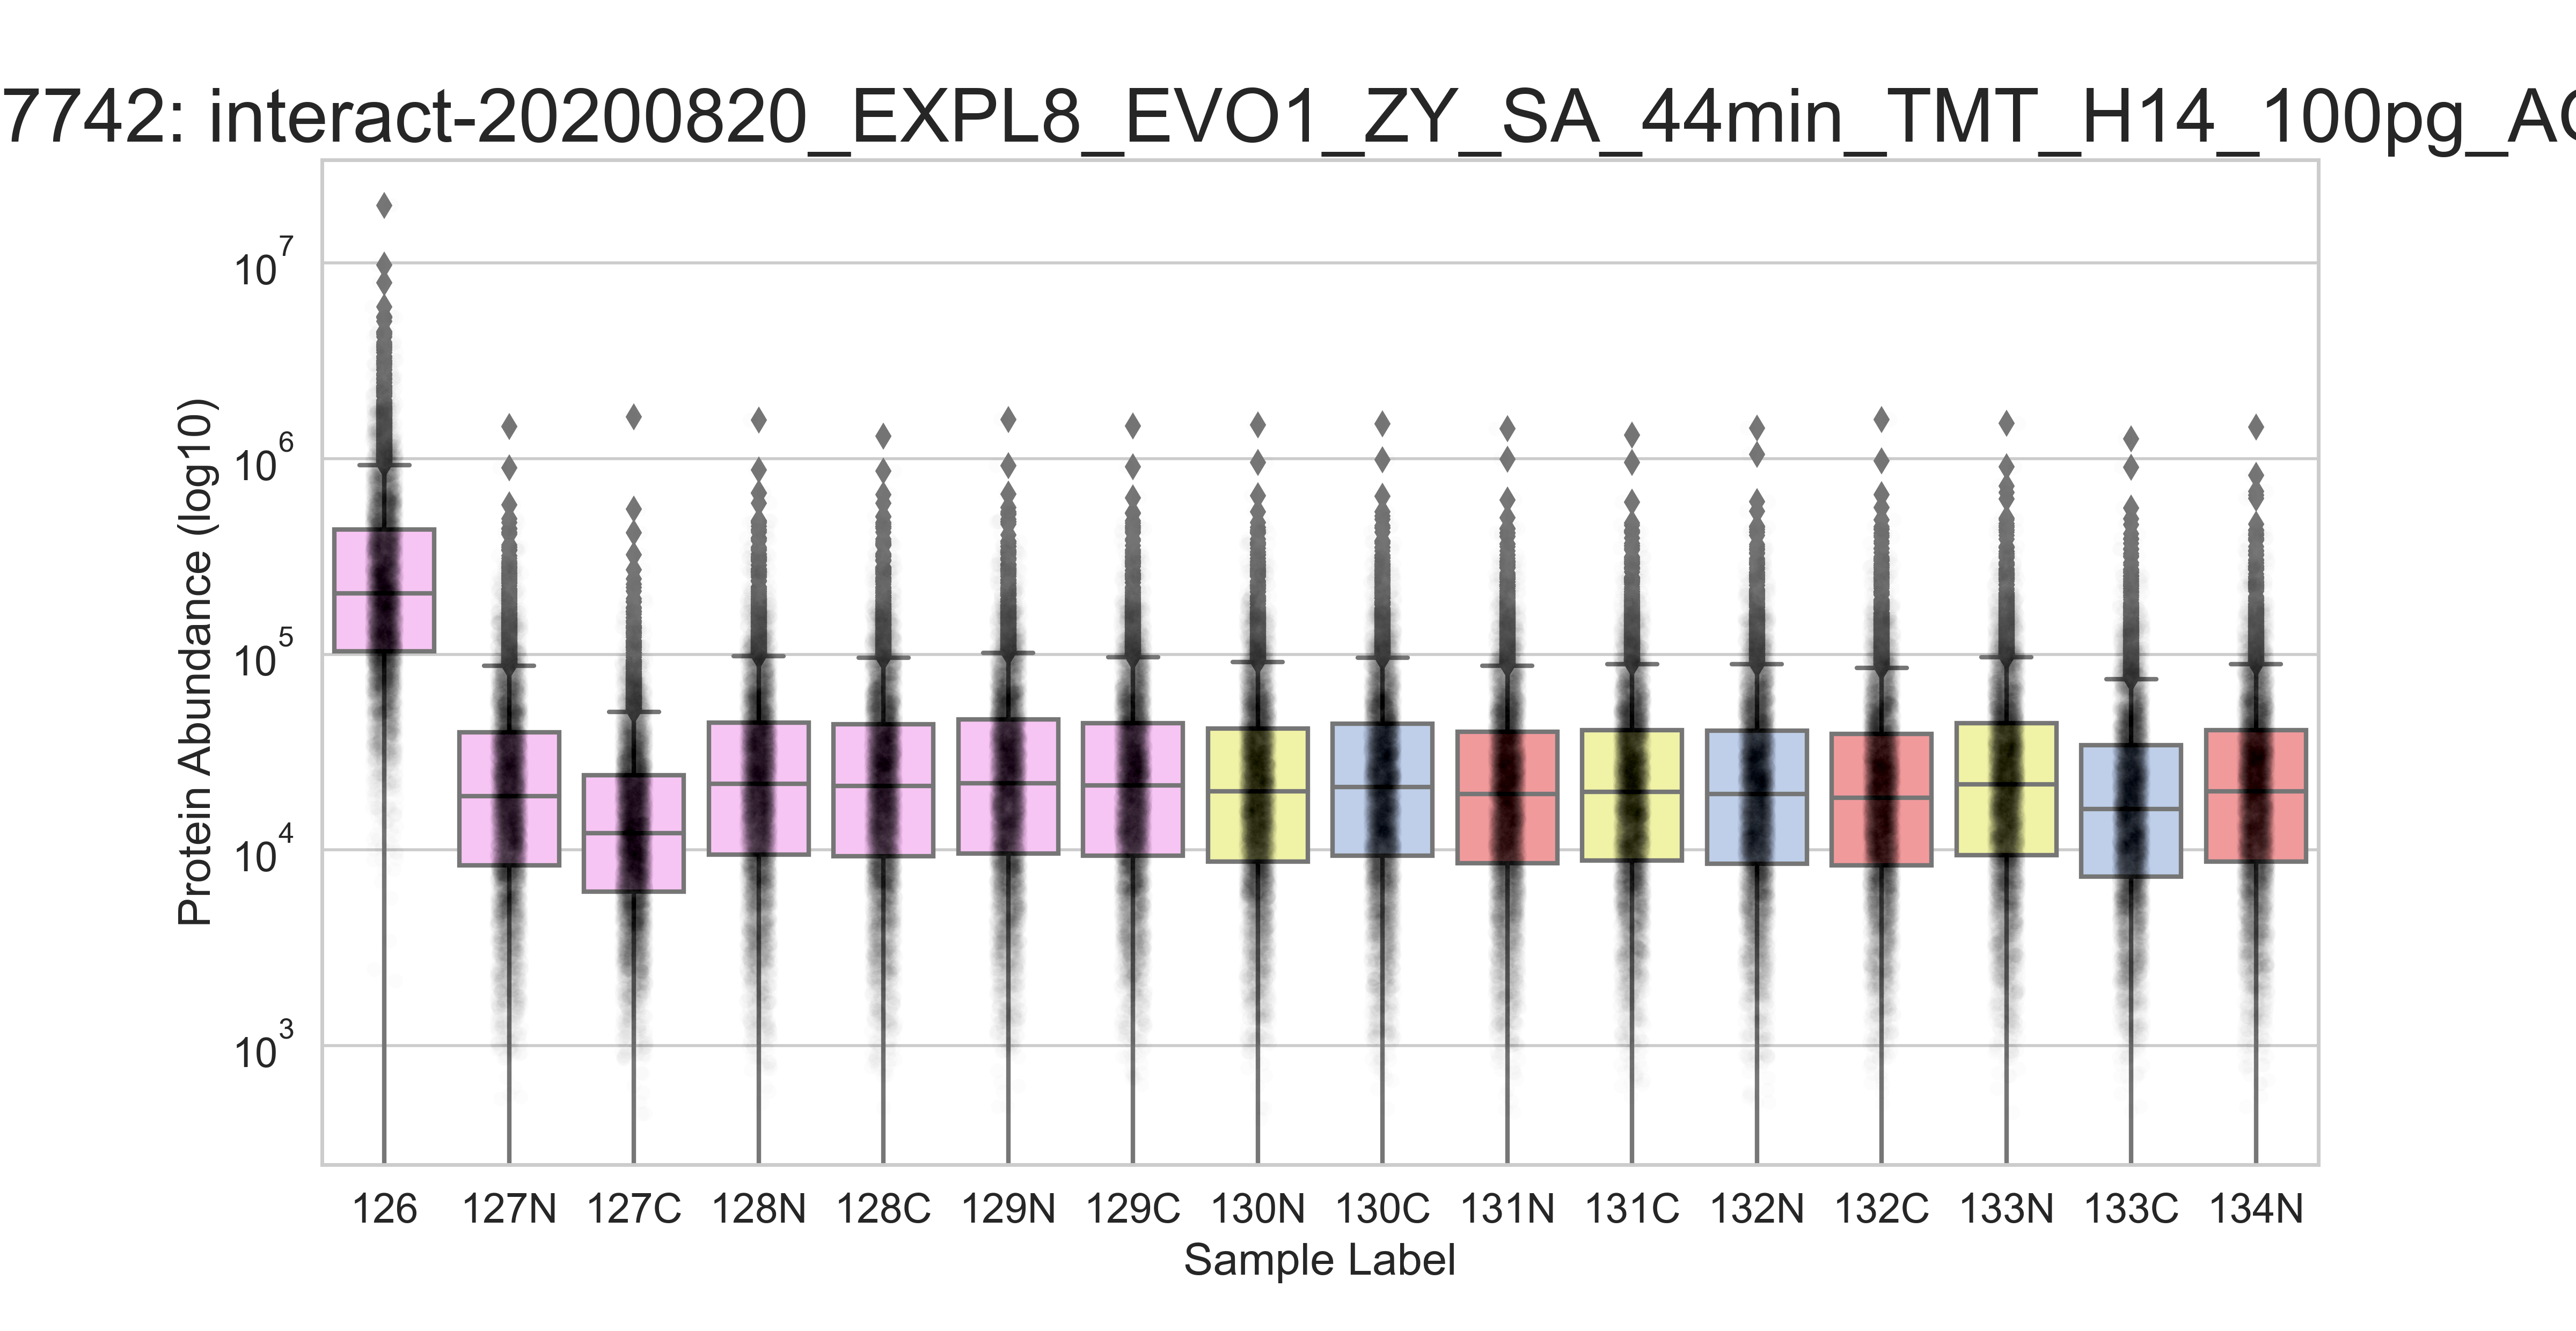 7742: interact-20200820_EXPL8_EVO1_ZY_SA_44min_TMT_H14_100pg_AG
Protein Abundance (log10)
10^7
10^6
10^5
10^4
10^3
126 127N 127C 128N 128C 129N 129C 130N 130C 131N 131C 132N 132C 133N 133C 134N
Sample Label